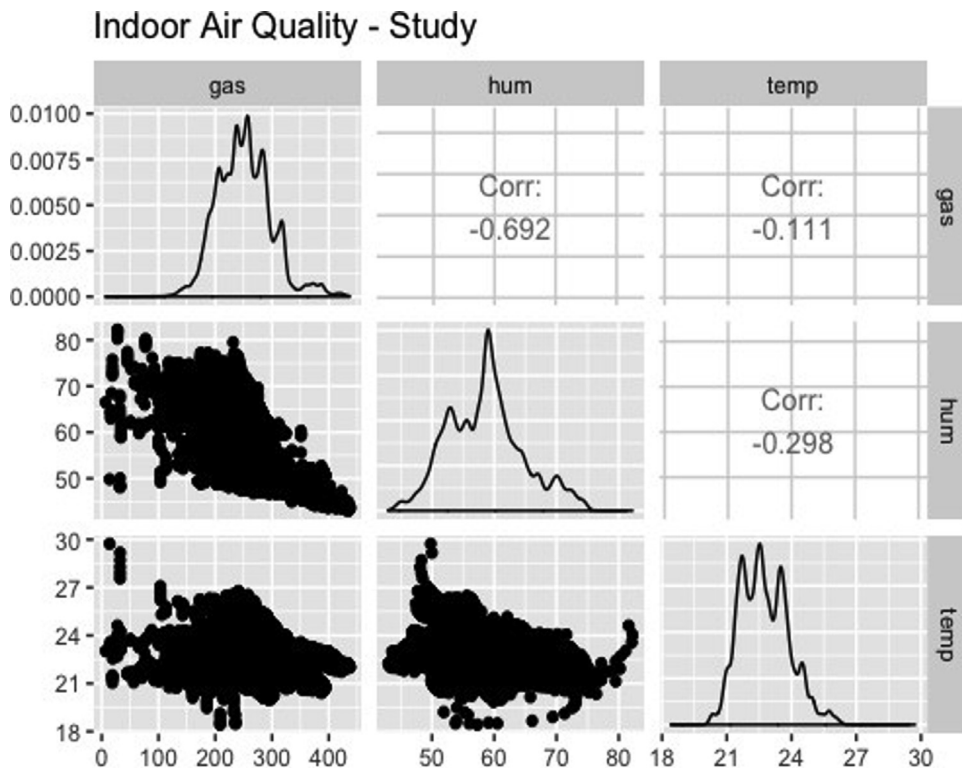 Indoor Air Quality - Study
gas
hum
temp
0.0100
0.0075
0.0050
0.0025
0.0000
Corr:
-0.692
Corr:
-0.111
gas
80
70
60
50
Corr:
-0.298
hum
30
27
24
21
18
temp
0 100 200 300 400
50 60 70 80
18 21 24 27 30